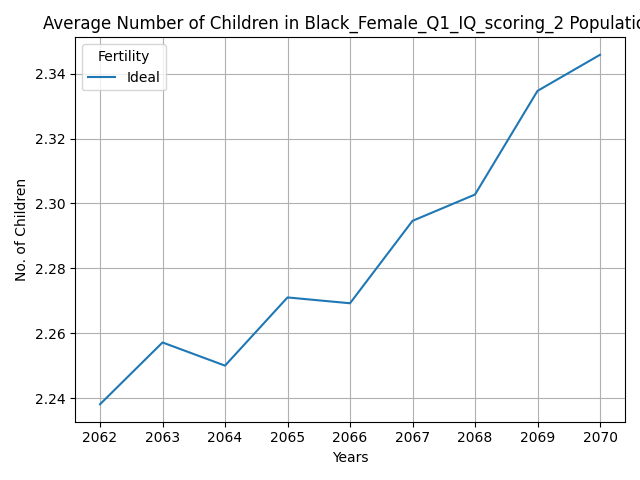 Average Number of Children in Black_Female_Q1_IQ_scoring_2 Populatio
Fertility
Ideal
No. of Children
2.34
2.32
2.30
2.28
2.26
2.24
2062 2063 2064 2065 2066 2067 2068 2069 2070
Years